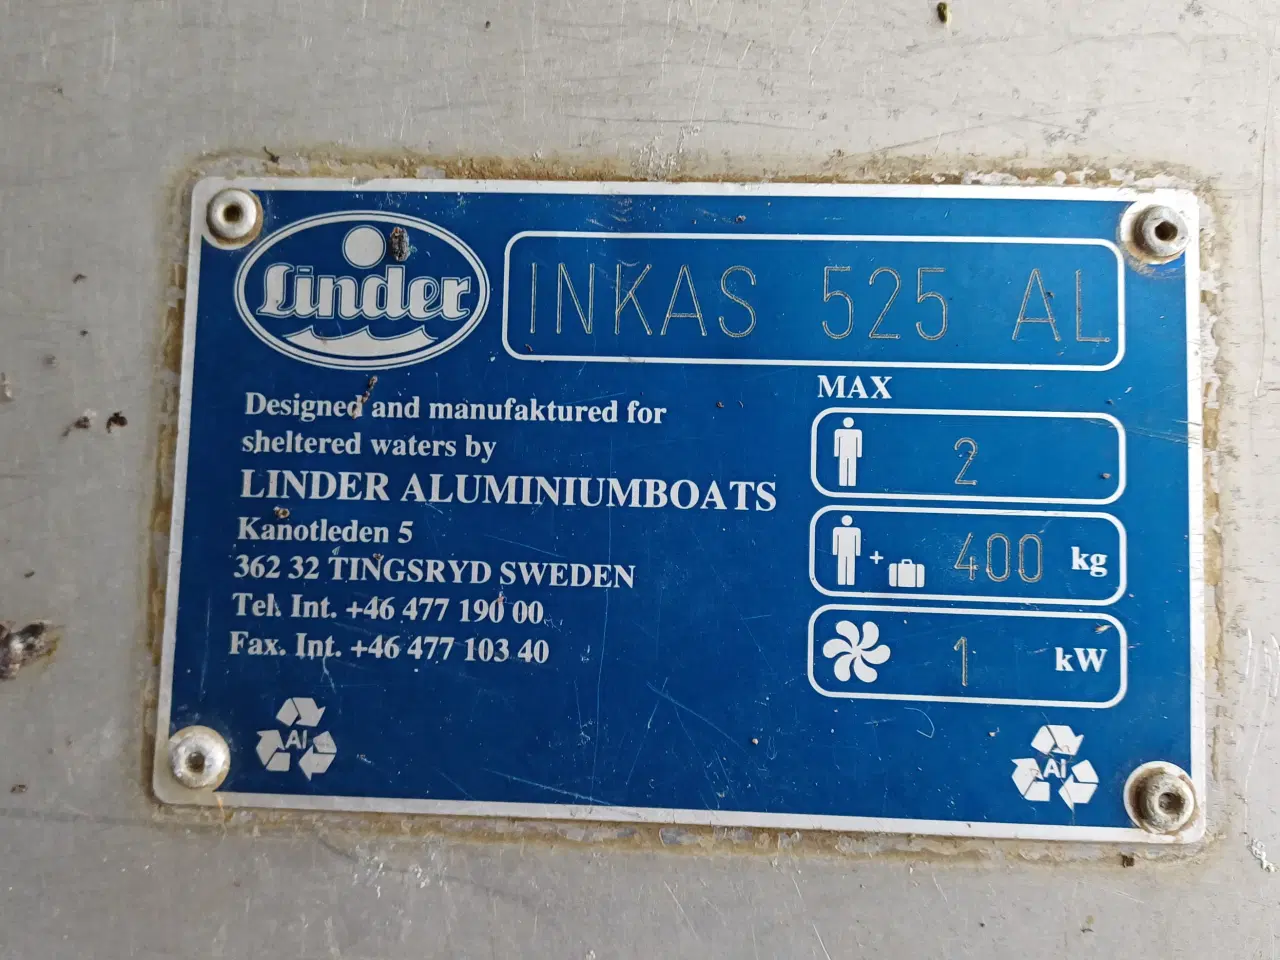 Linder
INKAS 525 AL
Designed and manufaktured for
sheltered waters by
LINDER ALUMINIUMBOATS
Kanotleden 5
362 32 TINGSRYD SWEDEN
Tel. Int. +46 477 190 00
Fax. Int. +46 477 103 40
MAX
2
+ 400 kg
1 kW
Al
Al